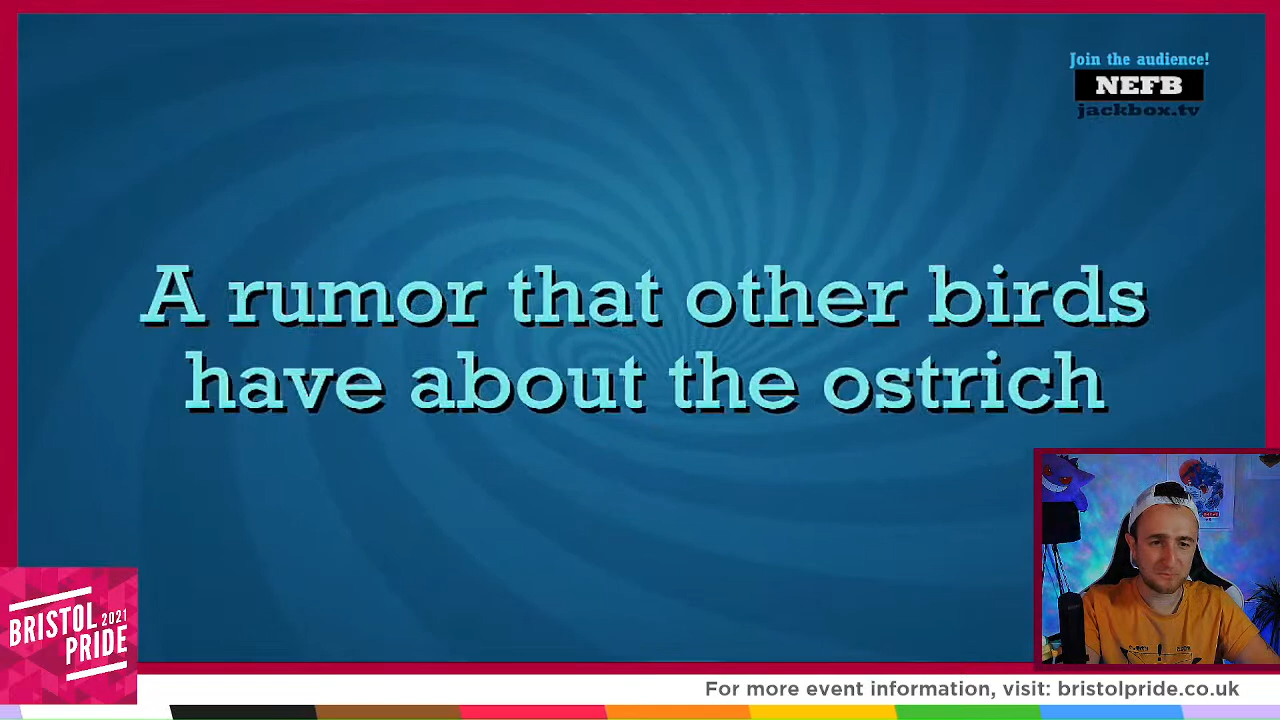 Join the audience!
NEFB
jackbox.tv
A rumor that other birds
have about the ostrich
BRISTOL 2021
PRIDE
For more event information, visit: bristolpride.co.uk